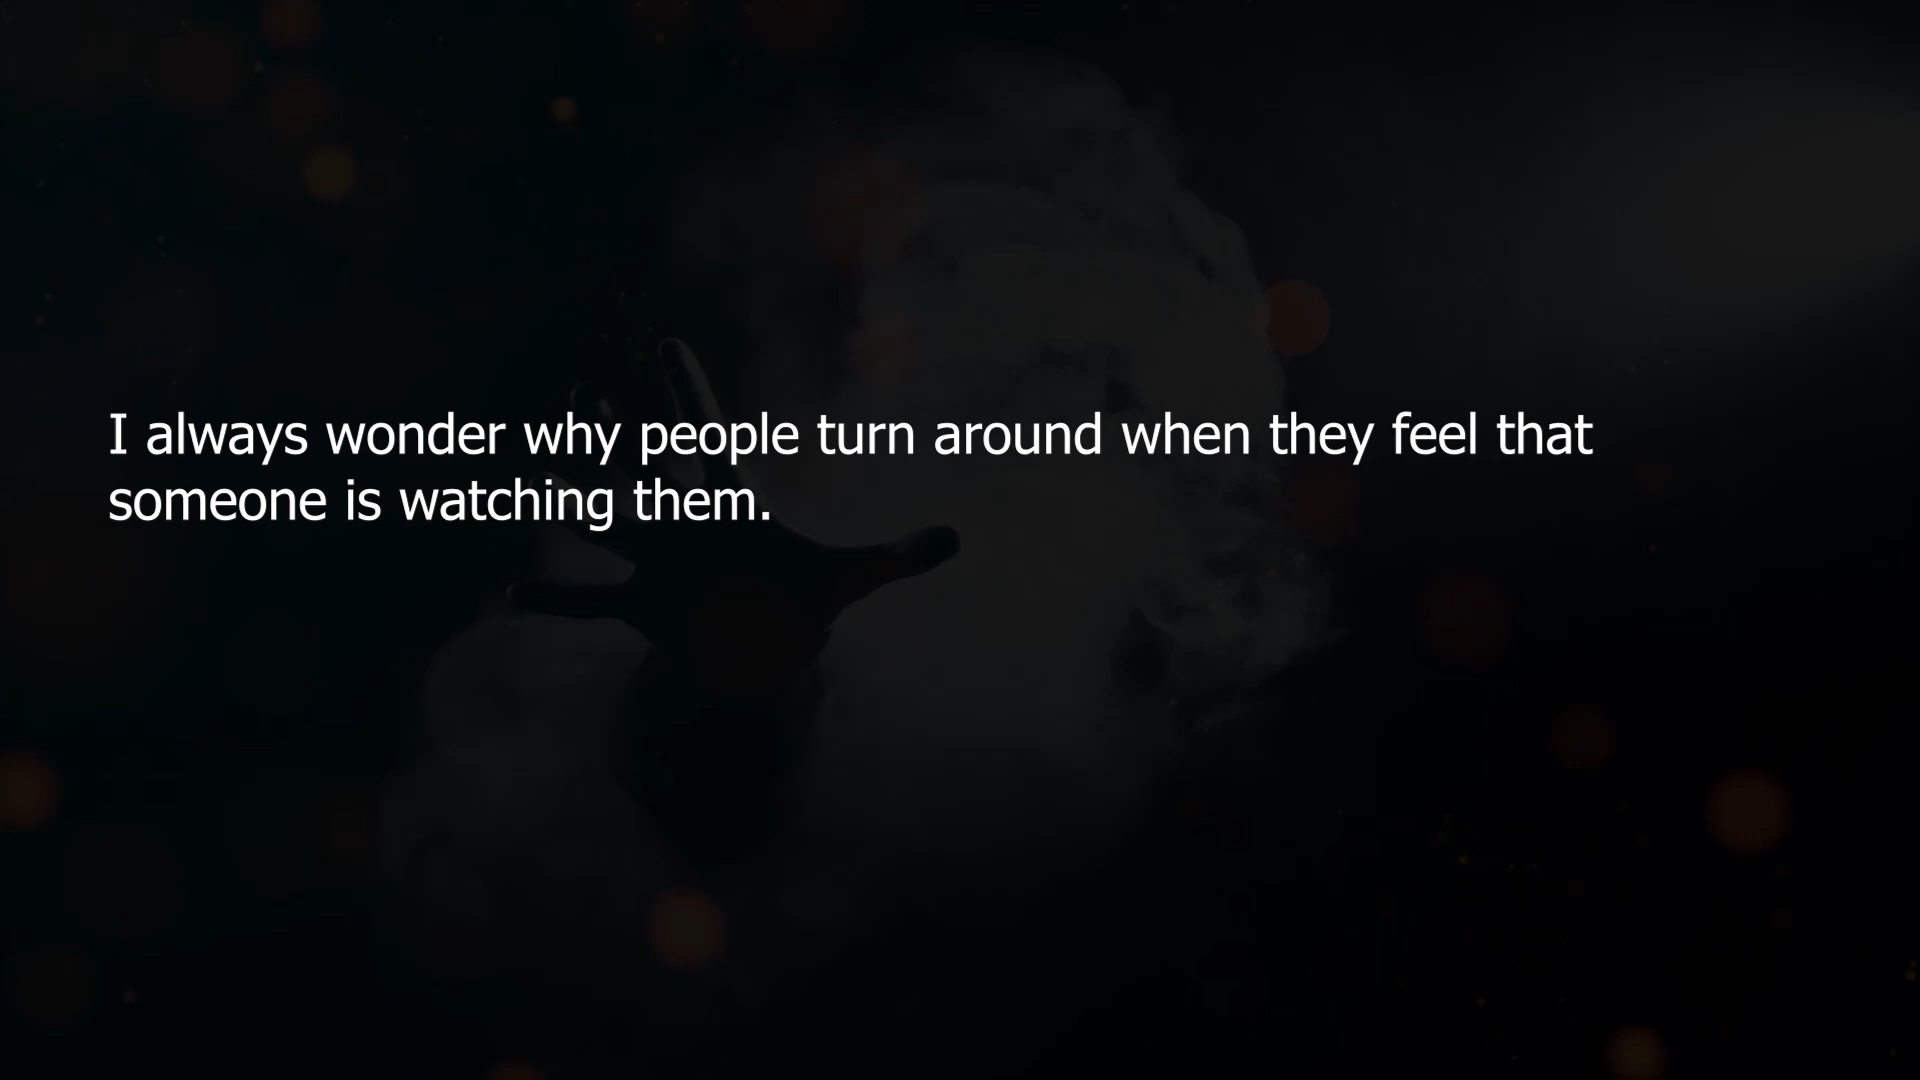 I always wonder why people turn around when they feel that
someone is watching them.